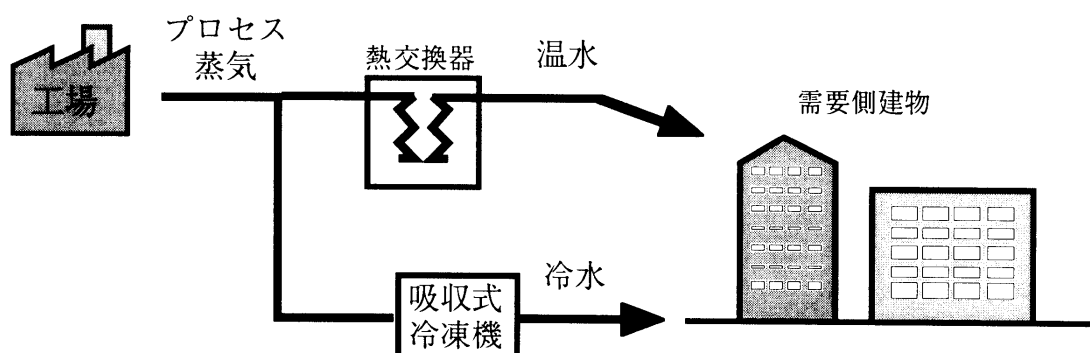 プロセス
蒸気
熱交換器
温水
工場
需要側建物
冷水
吸収式
冷凍機